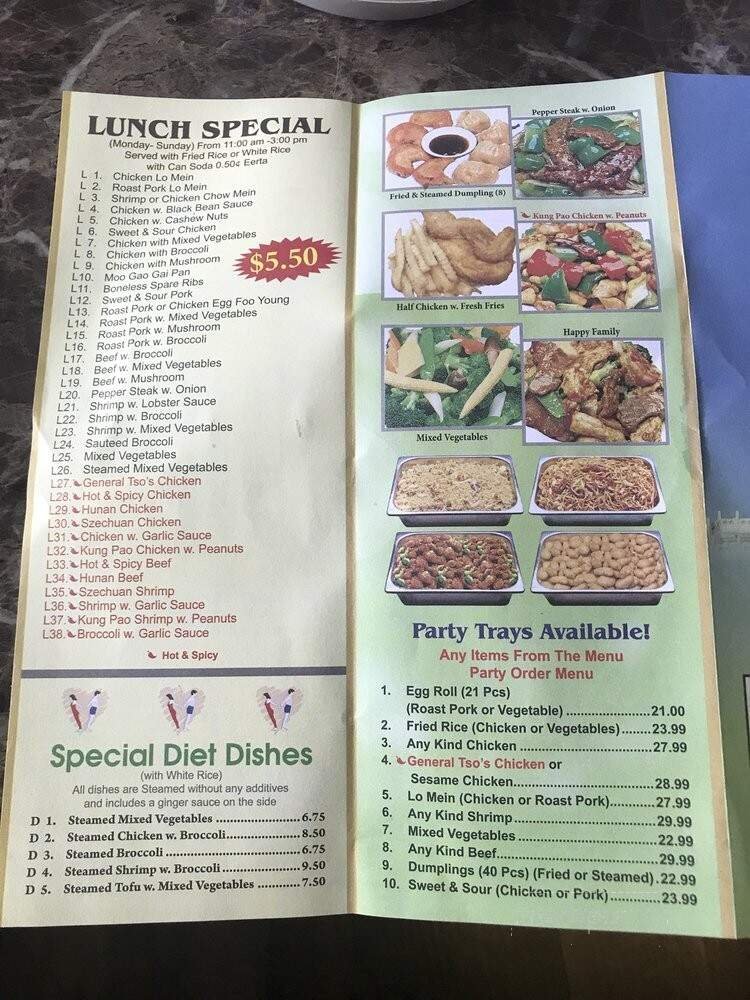 LUNCH SPECIAL
(Monday- Sunday) From 11:00 am -3:00 pm
Served with Fried Rice or White Rice
with Can Soda 0.50¢ Eerta
L 1. Chicken Lo Mein
L 2. Roast Pork Lo Mein
L 3. Shrimp or Chicken Chow Mein
L 4. Chicken w. Black Bean Sauce
L 5. Chicken w. Cashew Nuts
L 6. Sweet & Sour Chicken
L 7. Chicken with Mixed Vegetables
L 8. Chicken with Broccoli
L 9. Chicken with Mushroom
L10. Moo Gao Gai Pan
L11. Boneless Spare Ribs
L12. Sweet & Sour Pork
L13. Roast Pork or Chicken Egg Foo Young
L14. Roast Pork w. Mixed Vegetables
L15. Roast Pork w. Mushroom
L16. Roast Pork w. Broccoli
L17. Beef w. Broccoli
L18. Beef w. Mixed Vegetables
L19. Beef w. Mushroom
L20. Pepper Steak w. Onion
L21. Shrimp w. Lobster Sauce
L22. Shrimp w. Broccoli
L23. Shrimp w. Mixed Vegetables
L24. Sauteed Broccoli
L25. Mixed Vegetables
L26. Steamed Mixed Vegetables
L27. General Tso's Chicken
L28. Hot & Spicy Chicken
L29. Hunan Chicken
L30. Szechuan Chicken
L31. Chicken w. Garlic Sauce
L32. Kung Pao Chicken w. Peanuts
L33. Hot & Spicy Beef
L34. Hunan Beef
L35. Szechuan Shrimp
L36. Shrimp w. Garlic Sauce
L37. Kung Pao Shrimp w. Peanuts
L38. Broccoli w. Garlic Sauce
$5.50
Hot & Spicy
Special Diet Dishes
(with White Rice)
All dishes are Steamed without any additives
and includes a ginger sauce on the side
D 1. Steamed Mixed Vegetables ..................... 6.75
D 2. Steamed Chicken w. Broccoli................. 8.50
D 3. Steamed Broccoli ................................ 6.75
D 4. Steamed Shrimp w. Broccoli ................. 9.50
D 5. Steamed Tofu w. Mixed Vegetables ............ 7.50
Pepper Steak w. Onion
Fried & Steamed Dumpling (8)
Kung Pao Chicken w. Peanuts
Half Chicken w. Fresh Fries
Happy Family
Mixed Vegetables
Party Trays Available!
Any Items From The Menu
Party Order Menu
1. Egg Roll (21 Pcs)
(Roast Pork or Vegetable) ....................21.00
2. Fried Rice (Chicken or Vegetables).......23.99
3. Any Kind Chicken ................................27.99
4. General Tso's Chicken or
Sesame Chicken..................................28.99
5. Lo Mein (Chicken or Roast Pork)...........27.99
6. Any Kind Shrimp ..................................29.99
7. Mixed Vegetables .................................22.99
8. Any Kind Beef.......................................29.99
9. Dumplings (40 Pcs) (Fried or Steamed) .22.99
10. Sweet & Sour (Chicken or Pork).............23.99